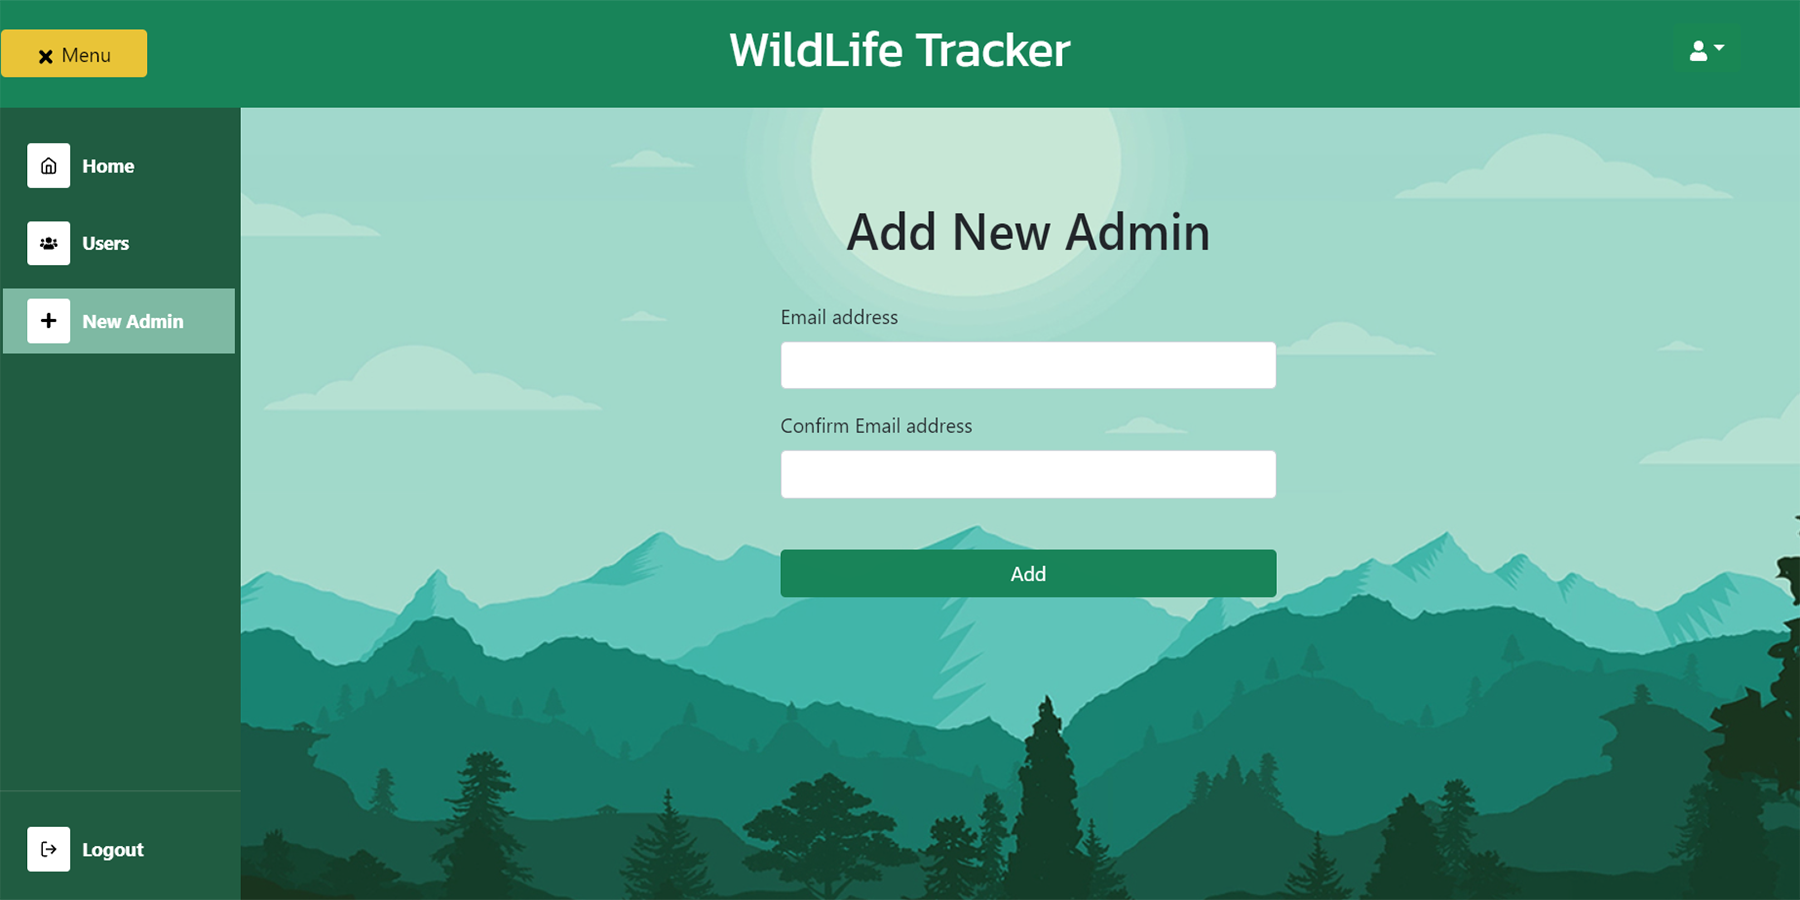 Menu
WildLife Tracker
Home
Users
New Admin
Logout
Add New Admin
Email address
Confirm Email address
Add